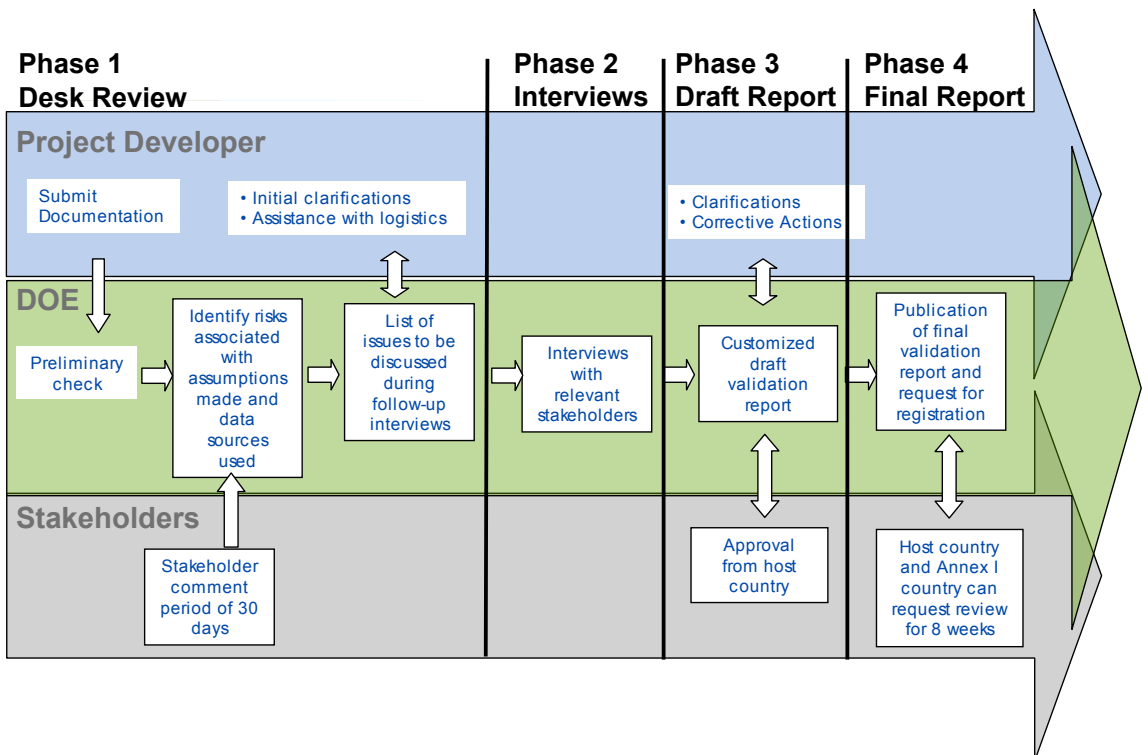 Phase 1
Desk Review
Phase 2
Interviews
Phase 3
Draft Report
Phase 4
Final Report
Project Developer
Submit
Documentation
• Initial clarifications
• Assistance with logistics
• Clarifications
• Corrective Actions
DOE
Preliminary
check
Identify risks
associated
with
assumptions
made and
data
sources
used
List of
issues to be
discussed
during
follow-up
interviews
Interviews
with
relevant
stakeholders
Customized
draft
validation
report
Publication
of final
validation
report and
request for
registration
Stakeholders
Stakeholder
comment
period of 30
days
Approval
from host
country
Host country
and Annex I
country can
request review
for 8 weeks